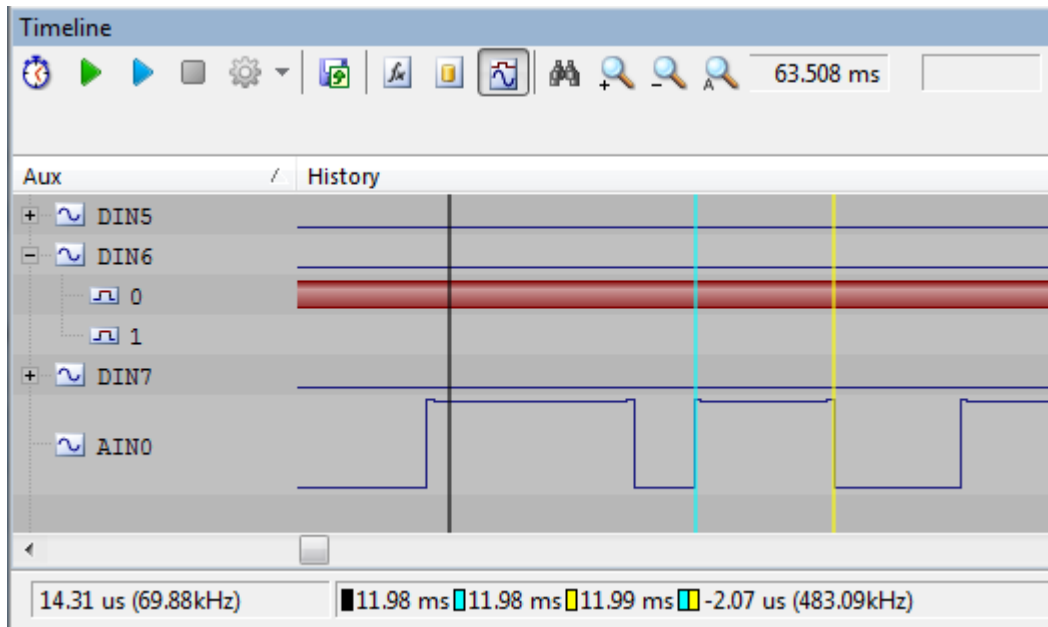 Timeline
63.508 ms
Aux History
DIN5
DIN6
0
1
DIN7
AIN0
14.31 us (69.88kHz) 11.98 ms 11.98 ms 11.99 ms -2.07 us (483.09kHz)